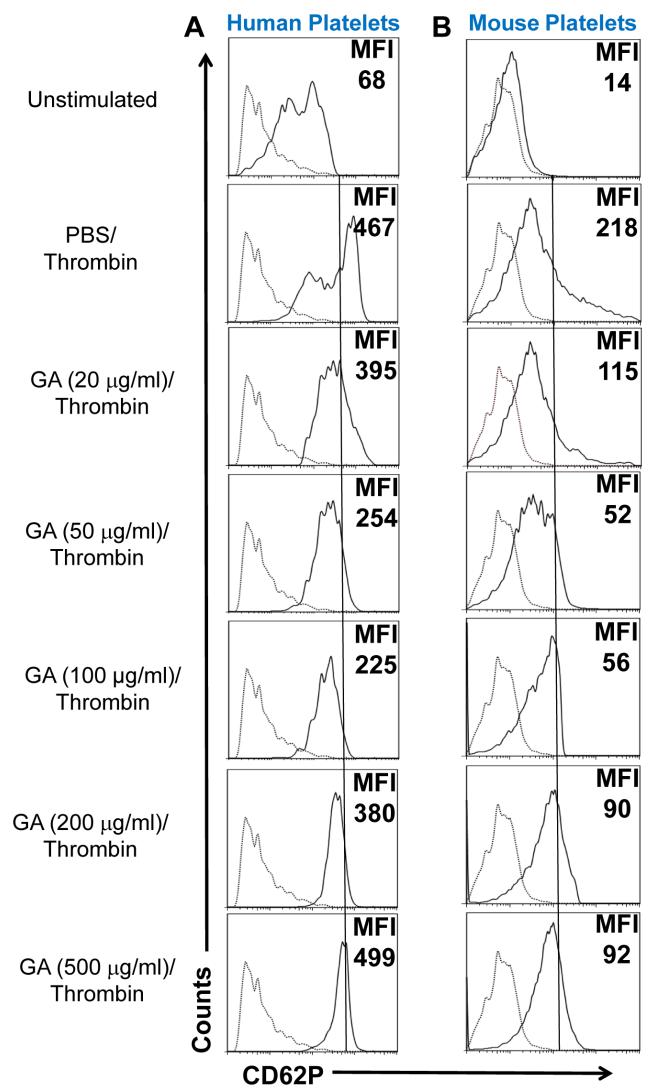 A Human Platelets B Mouse Platelets
Unstimulated
MFI
68
MFI
14
PBS/
Thrombin
MFI
467
MFI
218
GA (20 µg/ml)/
Thrombin
MFI
395
MFI
115
GA (50 µg/ml)/
Thrombin
MFI
254
MFI
52
GA (100 µg/ml)/
Thrombin
MFI
225
MFI
56
GA (200 µg/ml)/
Thrombin
MFI
380
MFI
90
GA (500 µg/ml)/
Thrombin
MFI
499
MFI
92
Counts
CD62P